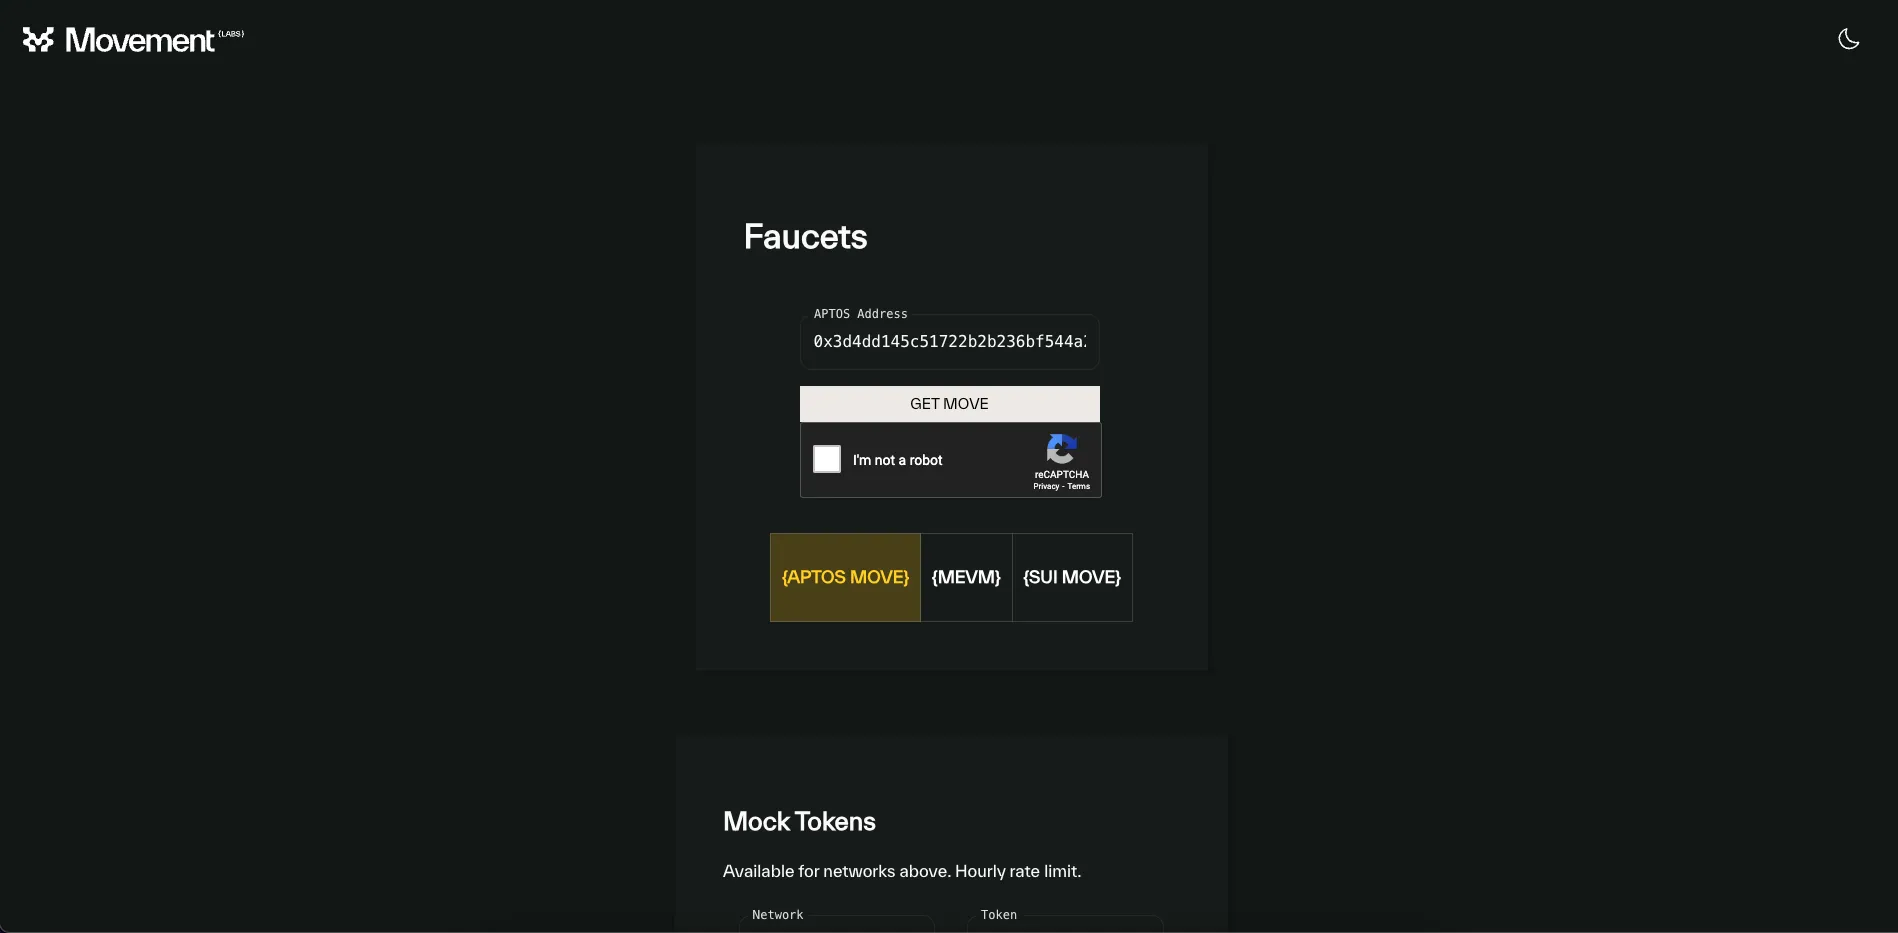 Movement {LABS}
Faucets
APTOS Address
0x3d4dd145c51722b2b236bf544a
GET MOVE
I'm not a robot
reCAPTCHA
Privacy - Terms
{APTOS MOVE} {MEVM} {SUI MOVE}
Mock Tokens
Available for networks above. Hourly rate limit.
Network Token